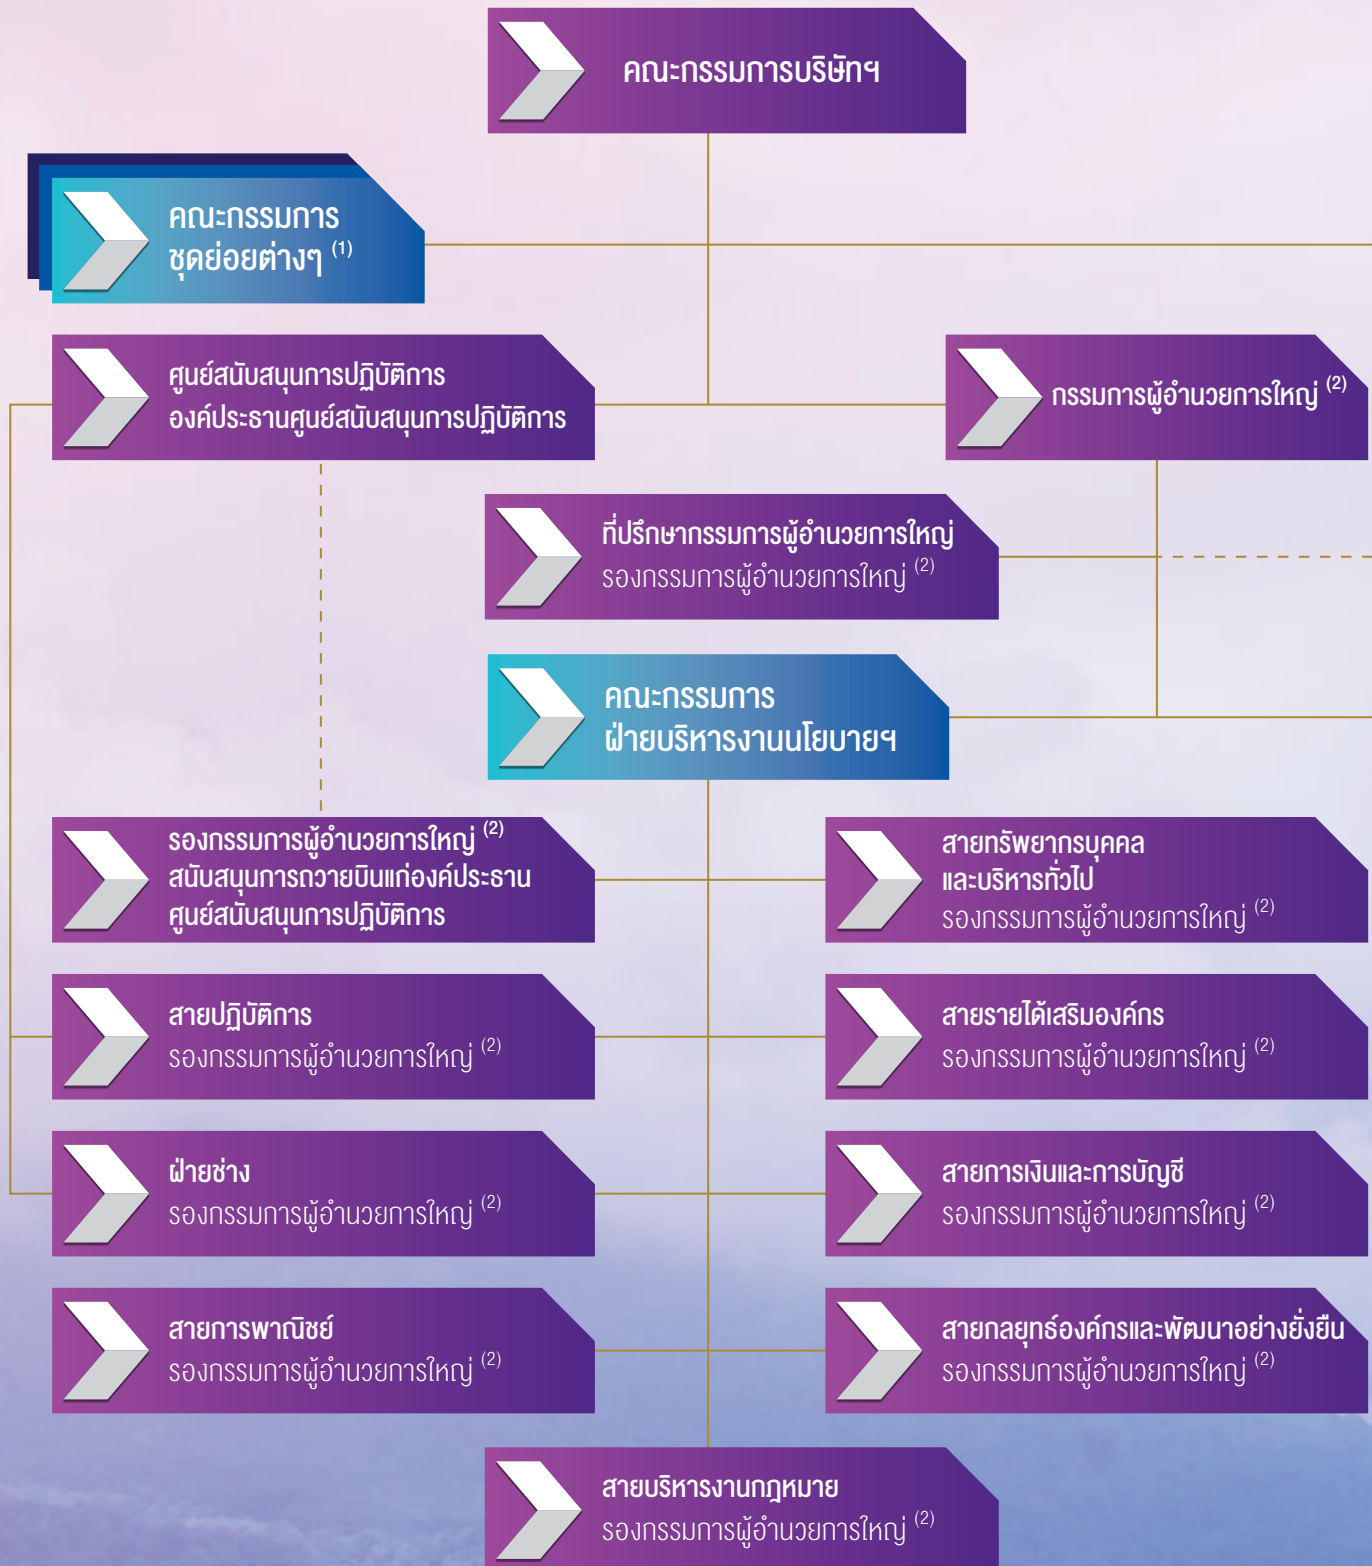 คณะกรรมการบริษัทฯ
คณะกรรมการ
ชุดย่อยต่างๆ (1)
ศูนย์สนับสนุนการปฏิบัติการ
องค์ประธานศูนย์สนับสนุนการปฏิบัติการ
กรรมการผู้อำนวยการใหญ่ (2)
ที่ปรึกษากรรมการผู้อำนวยการใหญ่
รองกรรมการผู้อำนวยการใหญ่ (2)
คณะกรรมการ
ฝ่ายบริหารงานนโยบายฯ
รองกรรมการผู้อำนวยการใหญ่ (2)
สนับสนุนการถวายบินแก่องค์ประธาน
ศูนย์สนับสนุนการปฏิบัติการ
สายทรัพยากรบุคคล
และบริหารทั่วไป
รองกรรมการผู้อำนวยการใหญ่ (2)
สายปฏิบัติการ
รองกรรมการผู้อำนวยการใหญ่ (2)
สายรายได้เสริมองค์กร
รองกรรมการผู้อำนวยการใหญ่ (2)
ฝ่ายช่าง
รองกรรมการผู้อำนวยการใหญ่ (2)
สายการเงินและการบัญชี
รองกรรมการผู้อำนวยการใหญ่ (2)
สายการพาณิชย์
รองกรรมการผู้อำนวยการใหญ่ (2)
สายกลยุทธ์องค์กรและพัฒนาอย่างยั่งยืน
รองกรรมการผู้อำนวยการใหญ่ (2)
สายบริหารงานกฎหมาย
รองกรรมการผู้อำนวยการใหญ่ (2)